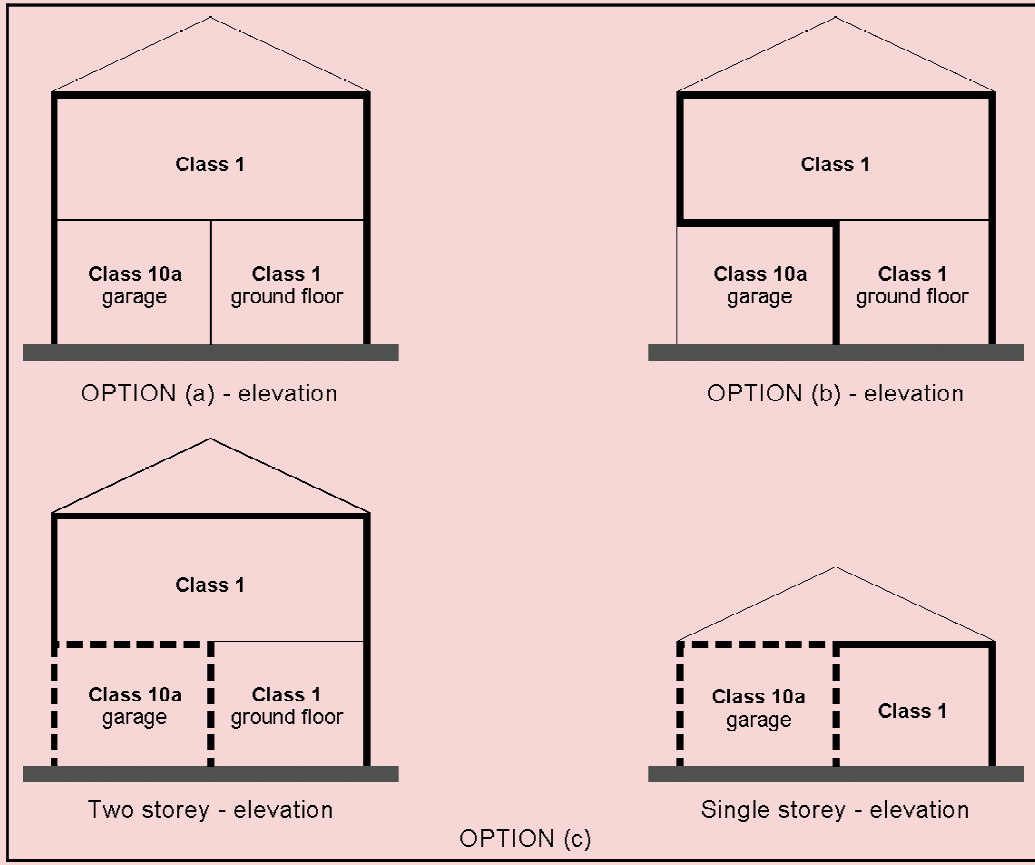 Class 1
Class 10a
garage
Class 1
ground floor
OPTION (a) - elevation
Class 1
Class 10a
garage
Class 1
ground floor
OPTION (b) - elevation
Class 1
Class 10a
garage
Class 1
ground floor
Two storey - elevation
Class 10a
garage
Class 1
Single storey - elevation
OPTION (c)